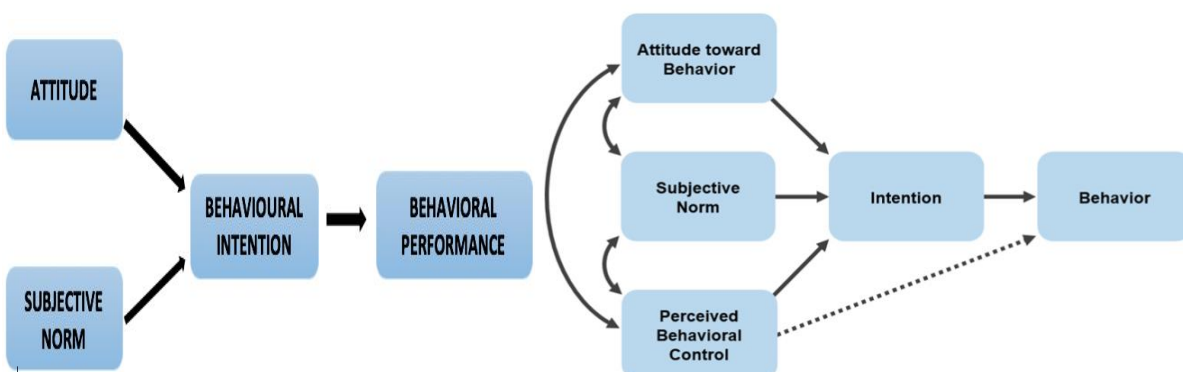 ATTITUDE
SUBJECTIVE
NORM
BEHAVIOURAL
INTENTION
BEHAVIORAL
PERFORMANCE
Attitude toward
Behavior
Subjective
Norm
Perceived
Behavioral
Control
Intention
Behavior